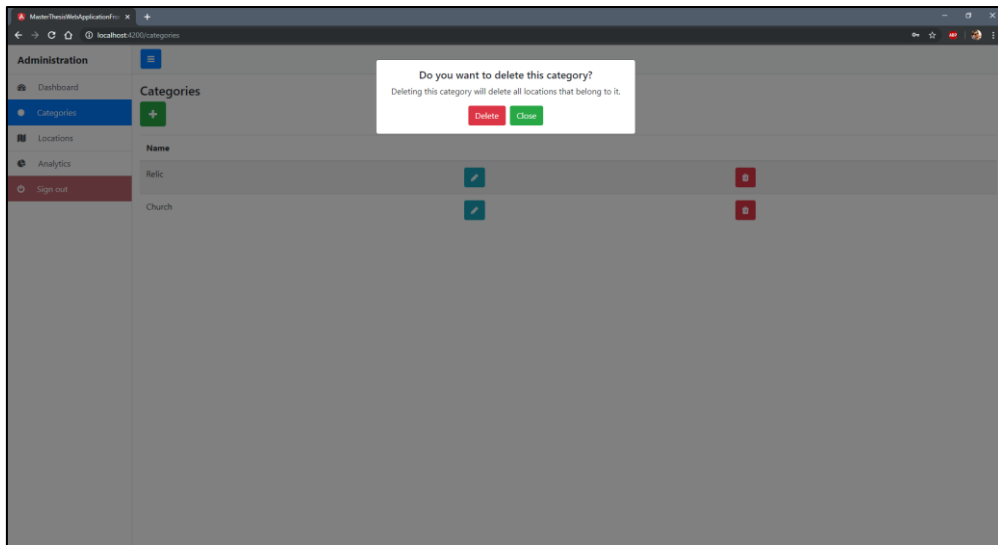 MasterThesisWebApplicationFro
localhost:4200/categories
ABP
Administration
Dashboard
Categories
Locations
Analytics
Sign out
Categories
Name
Relic
Church
Do you want to delete this category?
Deleting this category will delete all locations that belong to it.
Delete Close